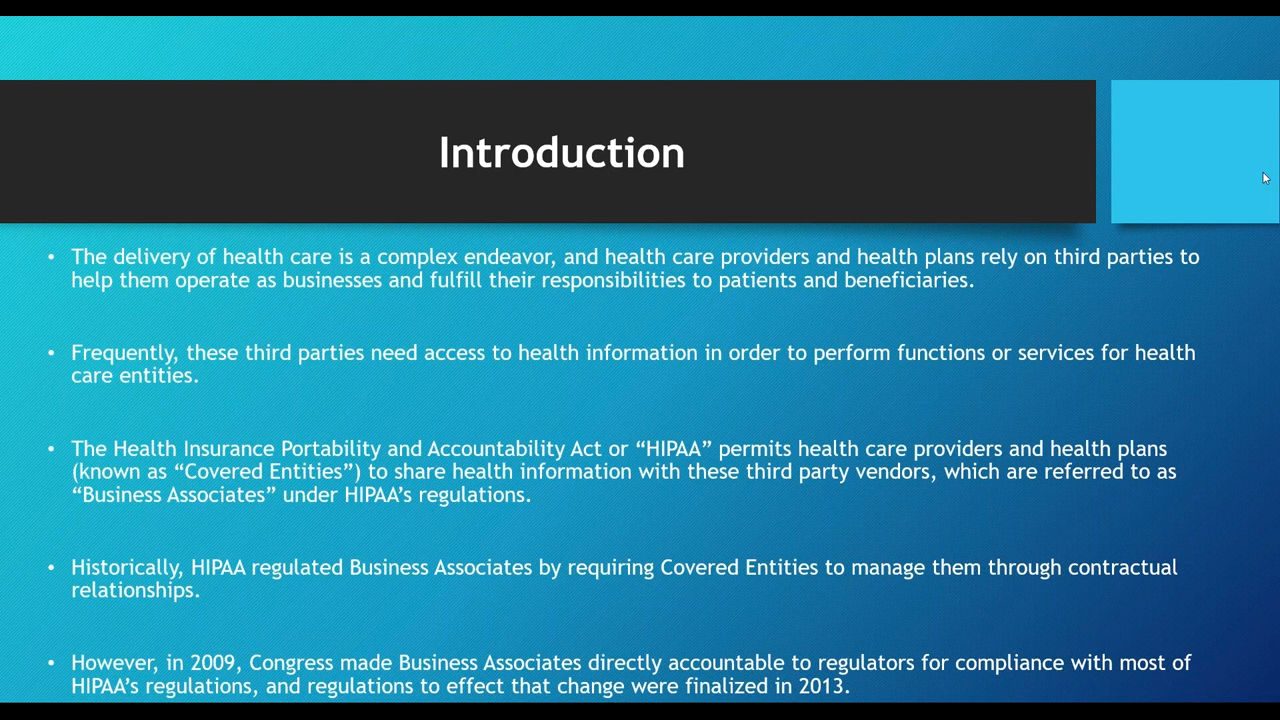 Introduction
• The delivery of health care is a complex endeavor, and health care providers and health plans rely on third parties to
help them operate as businesses and fulfill their responsibilities to patients and beneficiaries.
• Frequently, these third parties need access to health information in order to perform functions or services for health
care entities.
• The Health Insurance Portability and Accountability Act or “HIPAA” permits health care providers and health plans
(known as “Covered Entities”) to share health information with these third party vendors, which are referred to as
“Business Associates” under HIPAA’s regulations.
• Historically, HIPAA regulated Business Associates by requiring Covered Entities to manage them through contractual
relationships.
• However, in 2009, Congress made Business Associates directly accountable to regulators for compliance with most of
HIPAA’s regulations, and regulations to effect that change were finalized in 2013.